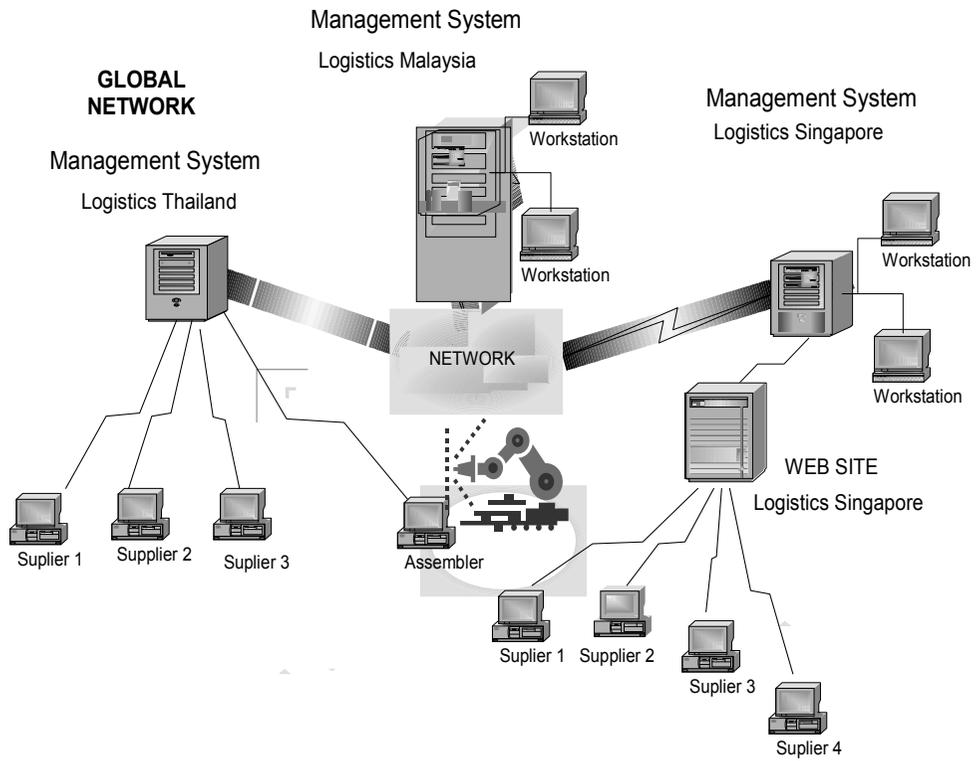 Management System
Logistics Malaysia
GLOBAL
NETWORK
Management System
Logistics Singapore
Workstation
Management System
Logistics Thailand
Workstation
Workstation
NETWORK
Workstation
WEB SITE
Logistics Singapore
Suplier 1
Supplier 2
Suplier 3
Assembler
Suplier 1
Supplier 2
Suplier 3
Suplier 4